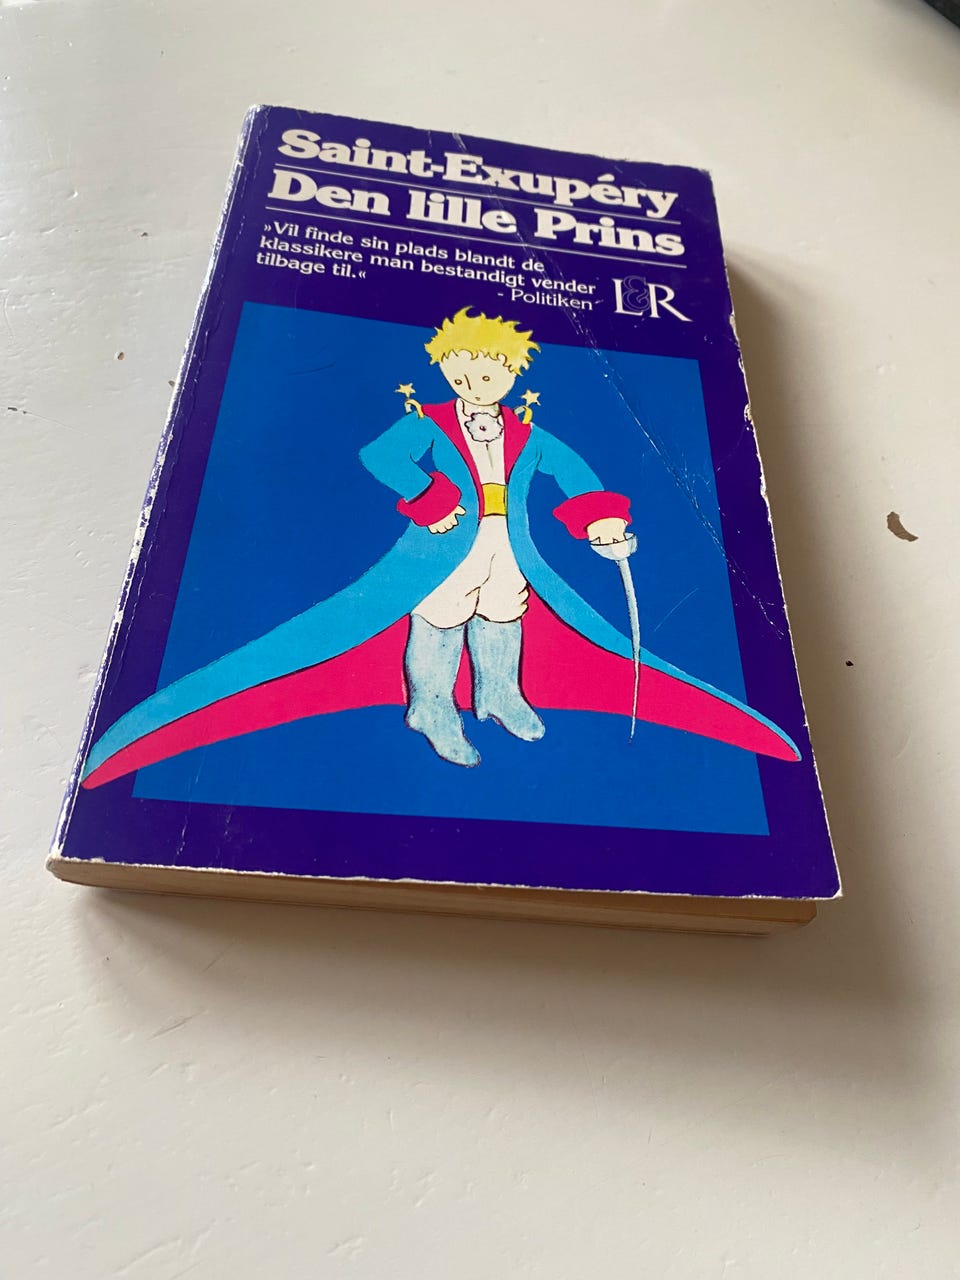 Saint-Exupéry
Den lille Prins
»Vil finde sin plads blandt de
klassikere man bestandigt vender
tilbage til.«
- Politiken
L&R